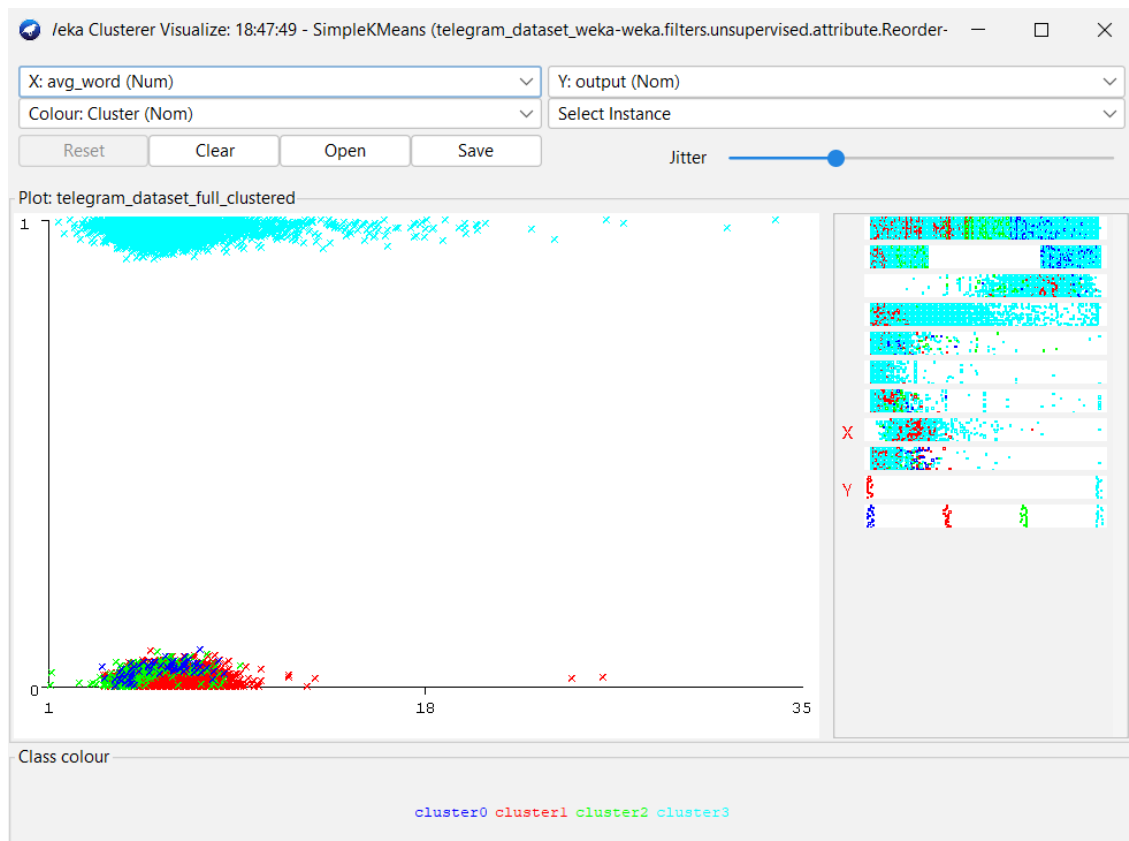 /eka Clusterer Visualize: 18:47:49 - SimpleKMeans (telegram_dataset_weka-weka.filters.unsupervised.attribute.Reorder-
X: avg_word (Num) Y: output (Nom)
Colour: Cluster (Nom) Select Instance
Reset Clear Open Save Jitter
Plot: telegram_dataset_full_clustered
1
X
Y
0
1 18 35
Class colour
cluster0 cluster1 cluster2 cluster3